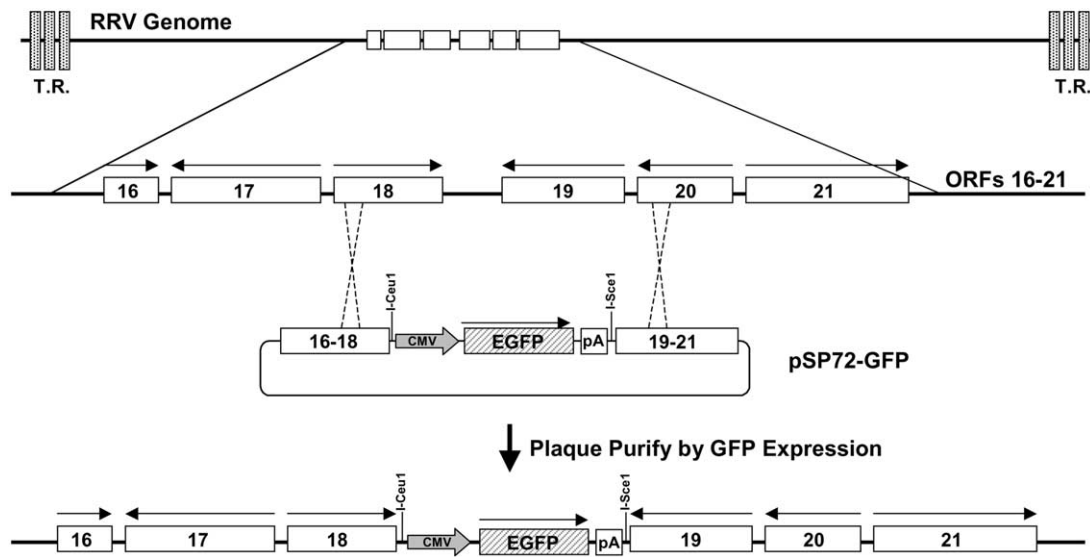 RRV Genome
T.R.
T.R.
16 17 18 19 20 21
ORFs 16-21
I-Ceu1
I-Sce1
16-18 CMV EGFP pA 19-21
pSP72-GFP
Plaque Purify by GFP Expression
I-Ceu1
I-Sce1
16 17 18 CMV EGFP pA 19 20 21